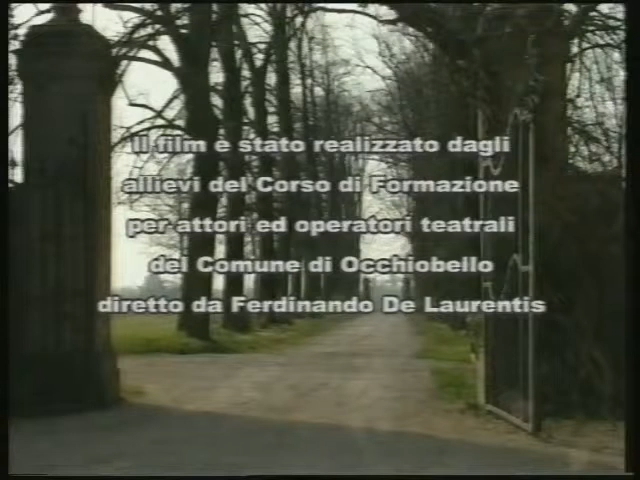 Il film è stato realizzato dagli
allievi del Corso di Formazione
per attori ed operatori teatrali
del Comune di Occhiobello
diretto da Ferdinando De Laurentis